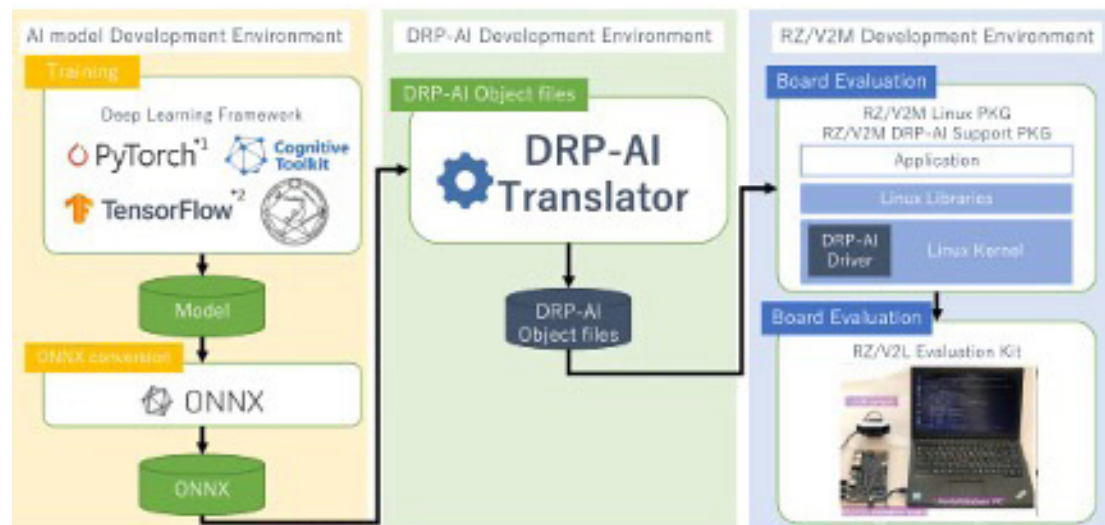 AI model Development Environment
Training
Deep Learning Framework
PyTorch*1
Cognitive
Toolkit
TensorFlow*2
Model
ONNX conversion
ONNX
ONNX
DRP-AI Development Environment
DRP-AI Object files
DRP-AI
Translator
DRP-AI
Object files
RZ/V2M Development Environment
Board Evaluation
RZ/V2M Linux PKG
RZ/V2M DRP-AI Support PKG
Application
Linux Libraries
DRP-AI
Driver
Linux Kernel
Board Evaluation
RZ/V2L Evaluation Kit